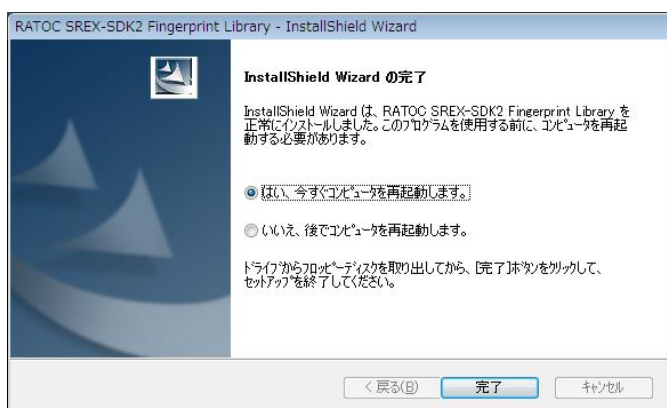 RATOC SREX-SDK2 Fingerprint Library - InstallShield Wizard
InstallShield Wizard の完了
InstallShield Wizard は、RATOC SREX-SDK2 Fingerprint Library を
正常にインストールしました。このプログラムを使用する前に、コンピュータを再起
動する必要があります。
はい、今すぐコンピュータを再起動します。
いいえ、後でコンピュータを再起動します。
ドライブからフロッピーディスクを取り出してから、[完了]ボタンをクリックして、
セットアップを終了してください。
< 戻る(B)
完了
キャンセル